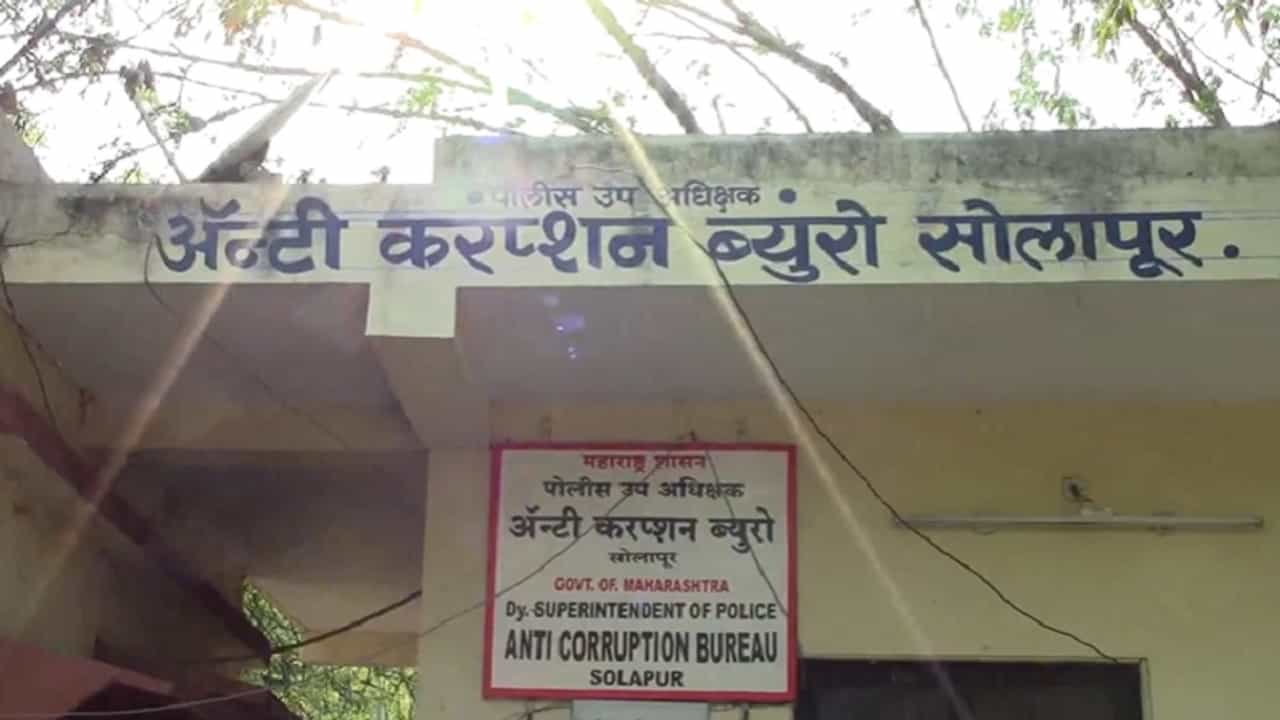 • पोलीस उप अधिक्षक •
ॲन्टी करप्शन ब्युरो सोलापूर.
महाराष्ट्र शासन
पोलीस उप अधिक्षक
ॲन्टी करप्शन ब्युरो
सोलापूर
GOVT. OF. MAHARASHTRA
Dy. SUPERINTENDENT OF POLICE
ANTI CORRUPTION BUREAU
SOLAPUR